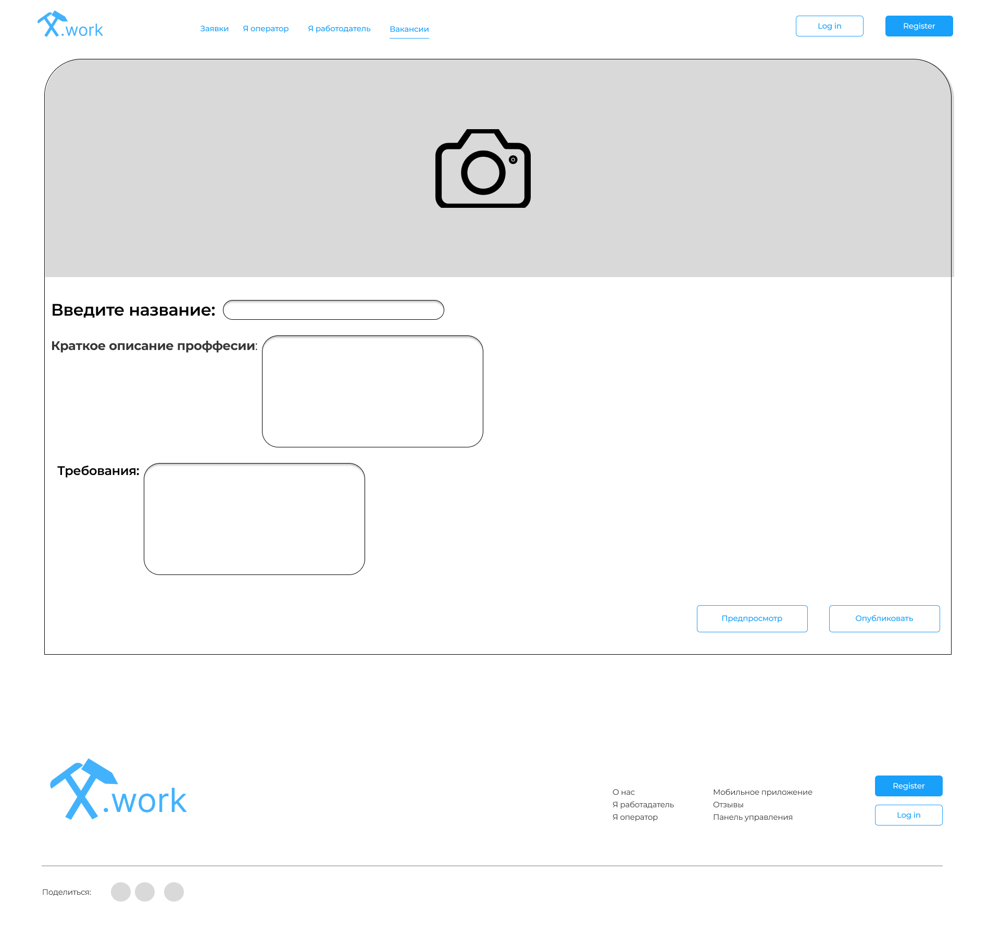 X.work
Заявки Я оператор Я работодатель Вакансии Log in Register
Введите название:
Краткое описание проффесии:
Требования:
Предпросмотр Опубликовать
X.work
Register
О нас Мобильное приложение
Я работадатель Отзывы
Log in
Я оператор Панель управления
Поделиться: